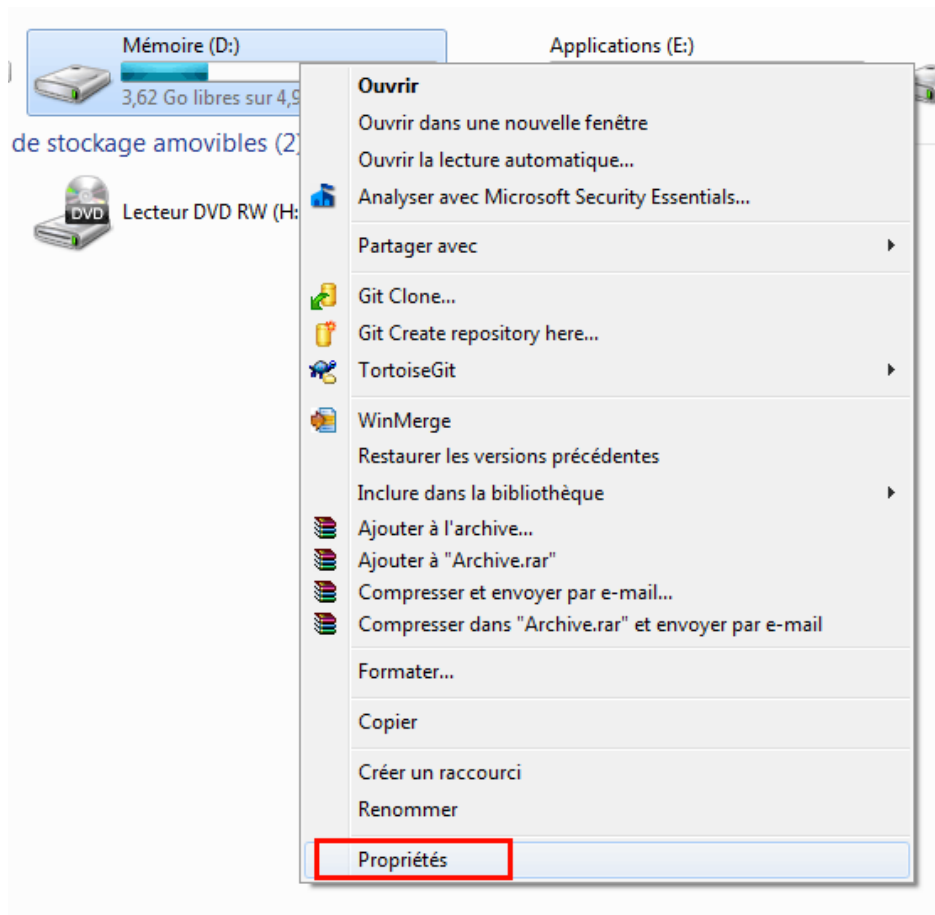 Mémoire (D:)
Applications (E:)
3,62 Go libres sur 4,9
de stockage amovibles (2)
DVD
Lecteur DVD RW (H:
Ouvrir
Ouvrir dans une nouvelle fenêtre
Ouvrir la lecture automatique...
Analyser avec Microsoft Security Essentials...
Partager avec
Git Clone...
Git Create repository here...
TortoiseGit
WinMerge
Restaurer les versions précédentes
Inclure dans la bibliothèque
Ajouter à l'archive...
Ajouter à "Archive.rar"
Compresser et envoyer par e-mail...
Compresser dans "Archive.rar" et envoyer par e-mail
Formater...
Copier
Créer un raccourci
Renommer
Propriétés